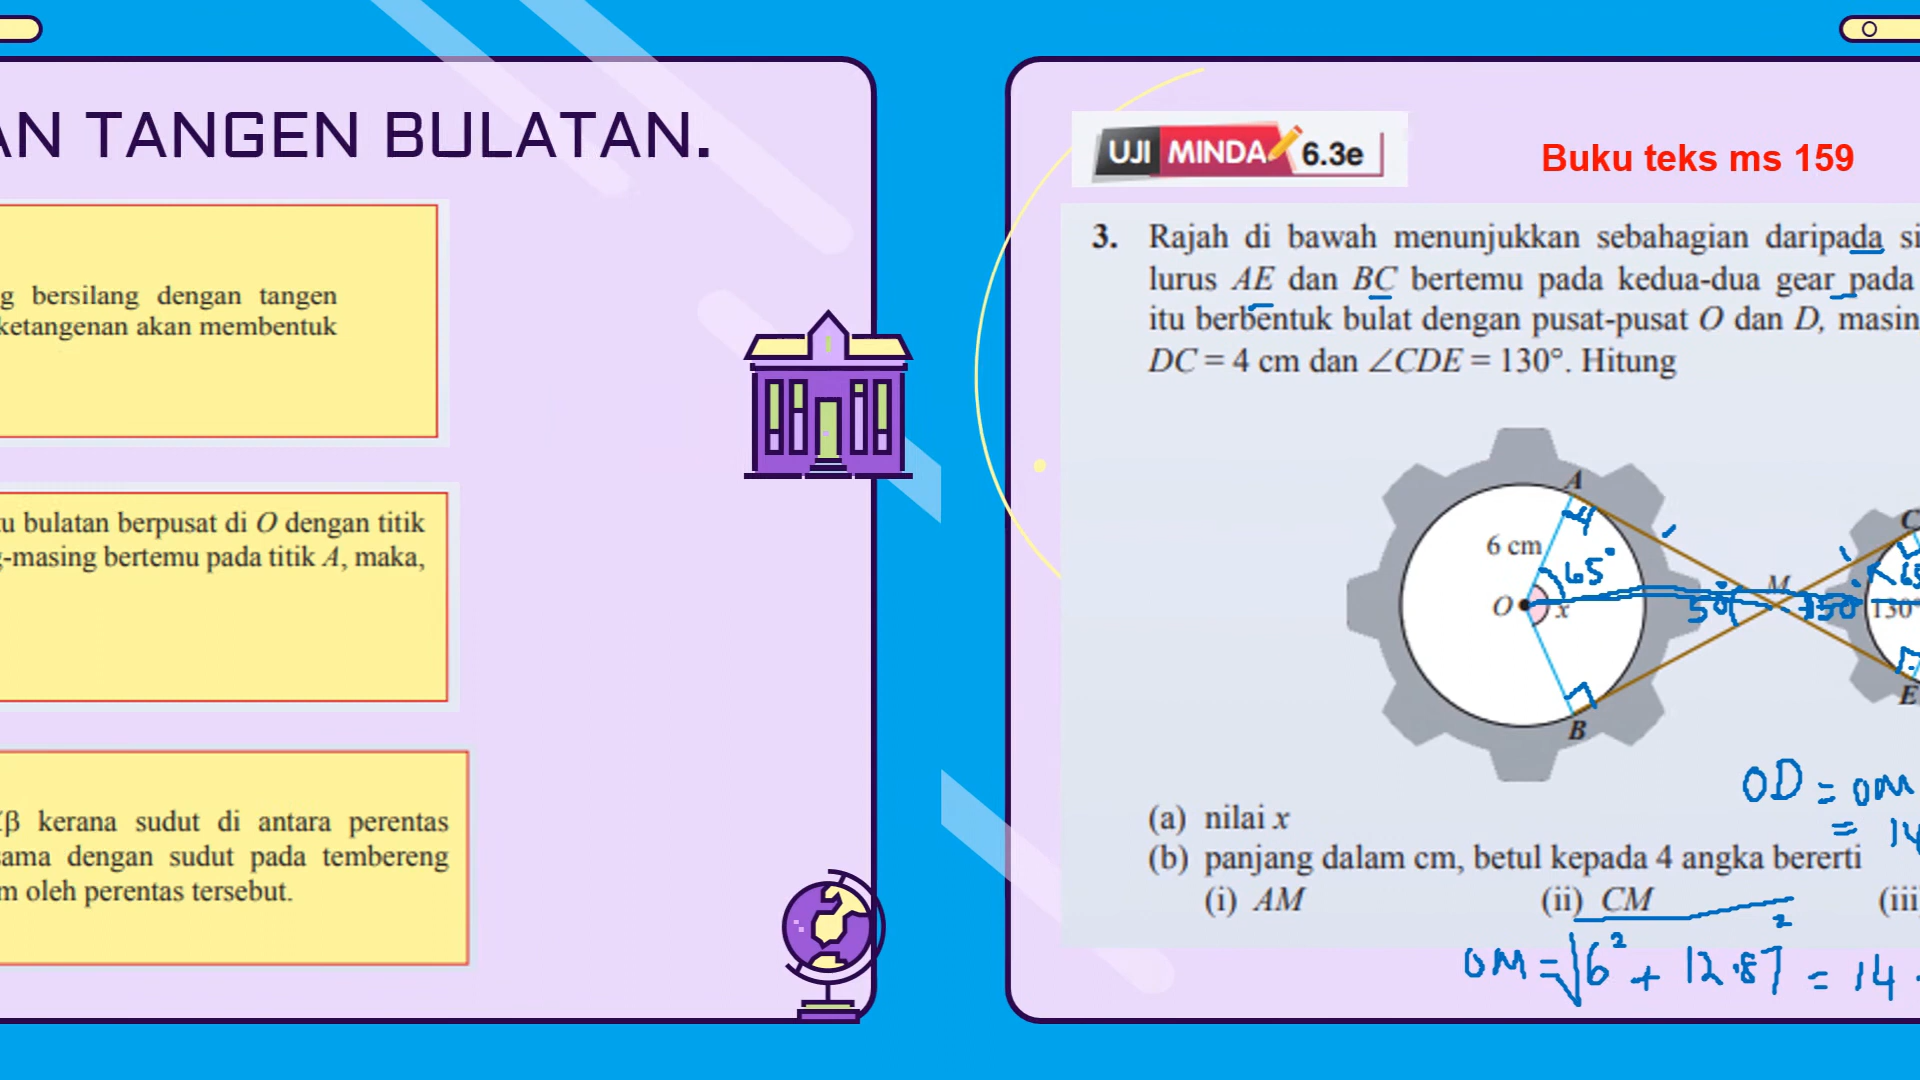 AN TANGEN BULATAN.
g bersilang dengan tangen
ketangenan akan membentuk
u bulatan berpusat di O dengan titik
g-masing bertemu pada titik A, maka,
β kerana sudut di antara perentas
sama dengan sudut pada tembereng
m oleh perentas tersebut.
UJI MINDA 6.3e
Buku teks ms 159
3. Rajah di bawah menunjukkan sebahagian daripada si
lurus AE dan BC bertemu pada kedua-dua gear pada
itu berbentuk bulat dengan pusat-pusat O dan D, masin
DC = 4 cm dan ∠CDE = 130°. Hitung
A
C
6 cm
65°
65
M
O
x
50°
130°
E
B
OD = OM
= 14
(a) nilai x
(b) panjang dalam cm, betul kepada 4 angka bererti
(i) AM
(ii) CM
(iii
OM = √6² + 12.87² = 14